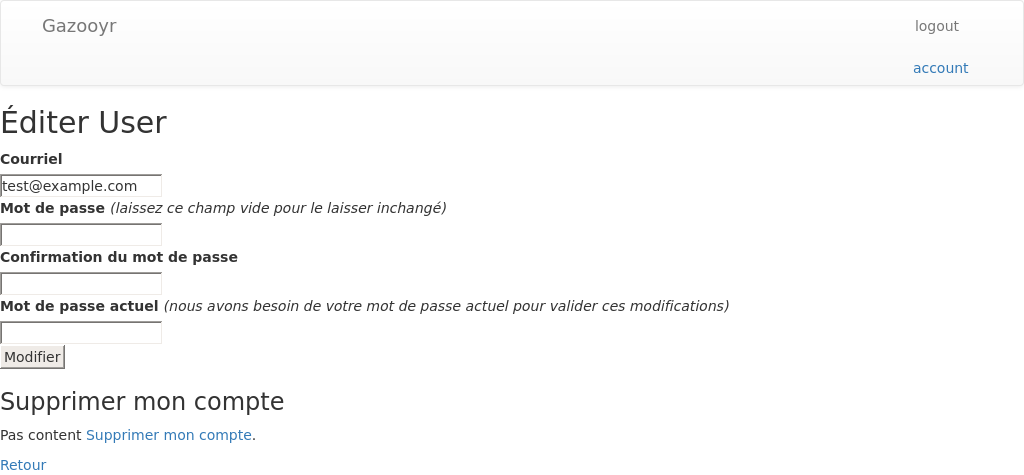 Gazooyr
logout
account
Éditer User
Courriel
test@example.com
Mot de passe (laissez ce champ vide pour le laisser inchangé)
Confirmation du mot de passe
Mot de passe actuel (nous avons besoin de votre mot de passe actuel pour valider ces modifications)
Modifier
Supprimer mon compte
Pas content Supprimer mon compte.
Retour